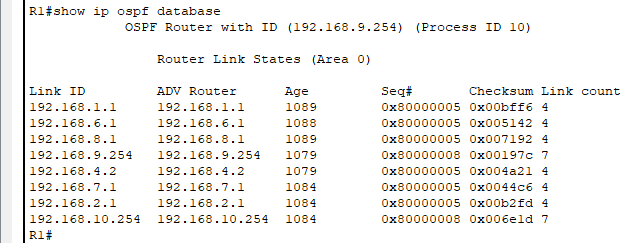 R1#show ip ospf database
OSPF Router with ID (192.168.9.254) (Process ID 10)
Router Link States (Area 0)
Link ID ADV Router Age Seq# Checksum Link count
192.168.1.1 192.168.1.1 1089 0x80000005 0x00bff6 4
192.168.6.1 192.168.6.1 1088 0x80000005 0x005142 4
192.168.8.1 192.168.8.1 1089 0x80000005 0x007192 4
192.168.9.254 192.168.9.254 1079 0x80000008 0x00197c 7
192.168.4.2 192.168.4.2 1079 0x80000005 0x004a21 4
192.168.7.1 192.168.7.1 1084 0x80000005 0x0044c6 4
192.168.2.1 192.168.2.1 1084 0x80000005 0x00b2fd 4
192.168.10.254 192.168.10.254 1084 0x80000008 0x006e1d 7
R1#